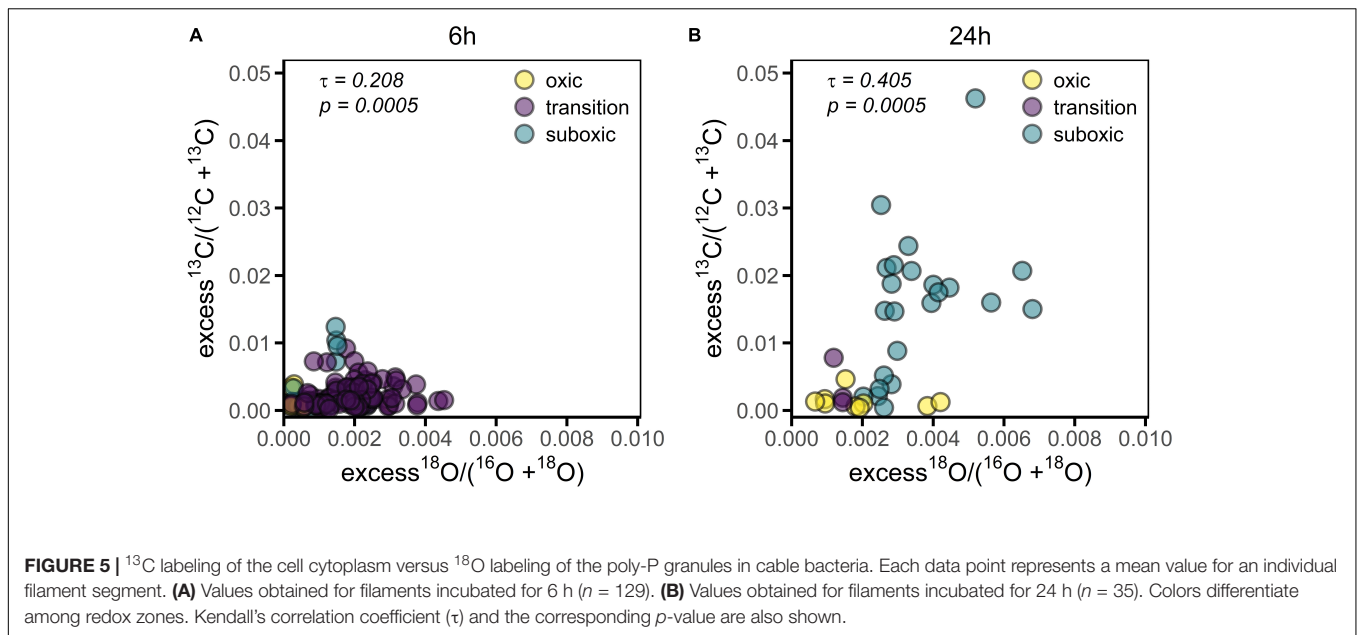 A
6h
τ = 0.208
p = 0.0005
oxic
transition
suboxic
0.05
0.04
0.03
0.02
0.01
0.00
excess ¹³C/(¹²C + ¹³C)
0.000 0.002 0.004 0.006 0.008 0.010
excess ¹⁸O/(¹⁶O + ¹⁸O)
B
24h
τ = 0.405
p = 0.0005
oxic
transition
suboxic
0.05
0.04
0.03
0.02
0.01
0.00
excess ¹³C/(¹²C + ¹³C)
0.000 0.002 0.004 0.006 0.008 0.010
excess ¹⁸O/(¹⁶O + ¹⁸O)
FIGURE 5 | ¹³C labeling of the cell cytoplasm versus ¹⁸O labeling of the poly-P granules in cable bacteria. Each data point represents a mean value for an individual
filament segment. (A) Values obtained for filaments incubated for 6 h (n = 129). (B) Values obtained for filaments incubated for 24 h (n = 35). Colors differentiate
among redox zones. Kendall's correlation coefficient (τ) and the corresponding p-value are also shown.